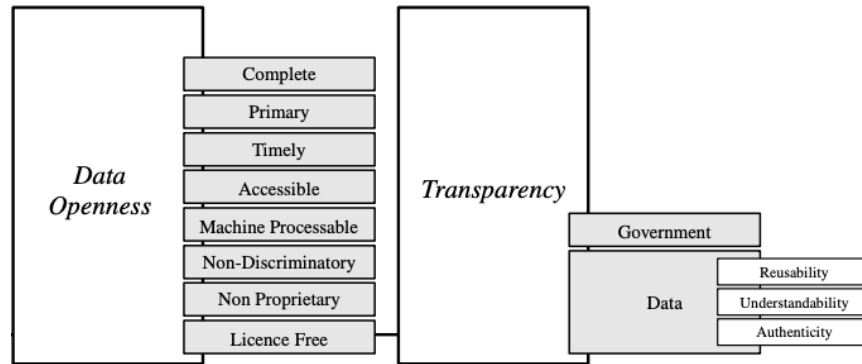 Data
Openness
Complete
Primary
Timely
Accessible
Machine Processable
Non-Discriminatory
Non Proprietary
Licence Free
Transparency
Government
Data
Reusability
Understandability
Authenticity